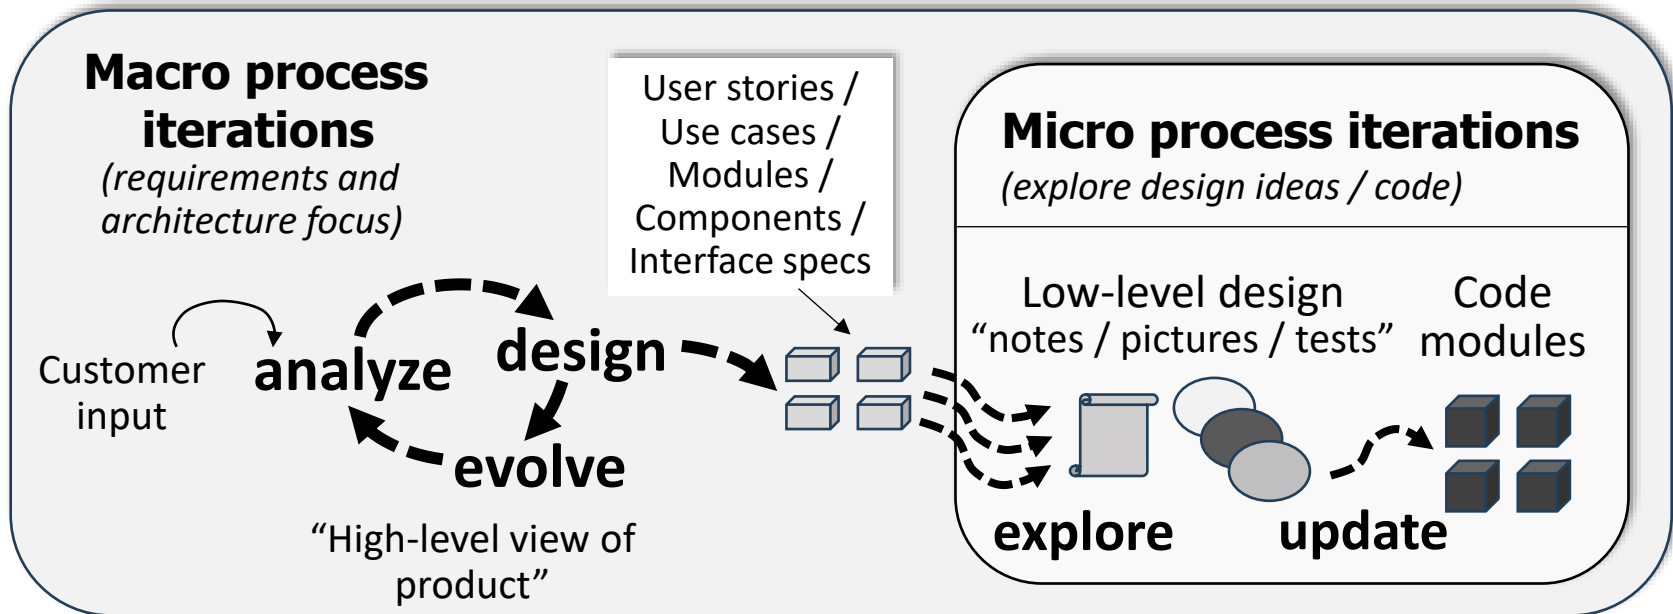 Macro process
iterations
(requirements and
architecture focus)
User stories /
Use cases /
Modules /
Components /
Interface specs
Customer
input
analyze
design
evolve
“High-level view of
product”
Micro process iterations
(explore design ideas / code)
Low-level design
“notes / pictures / tests”
Code
modules
explore
update